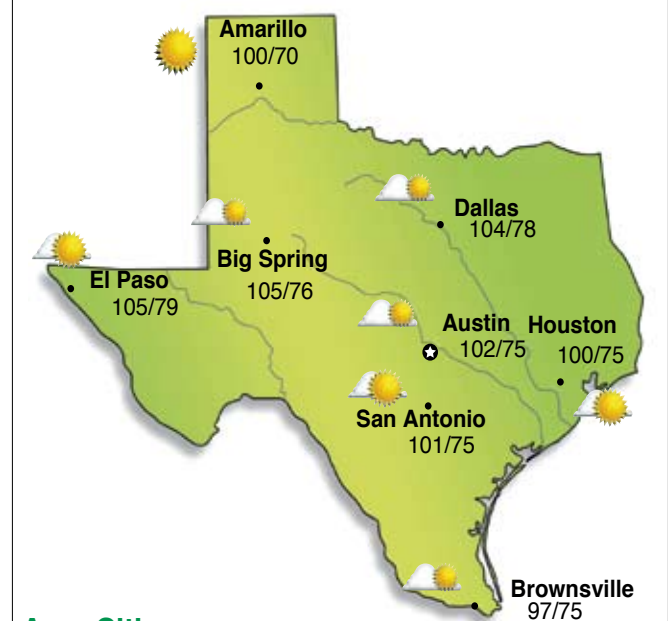 Amarillo
100/70
Dallas
104/78
Big Spring
105/76
El Paso
105/79
Austin
102/75
Houston
100/75
San Antonio
101/75
Brownsville
97/75